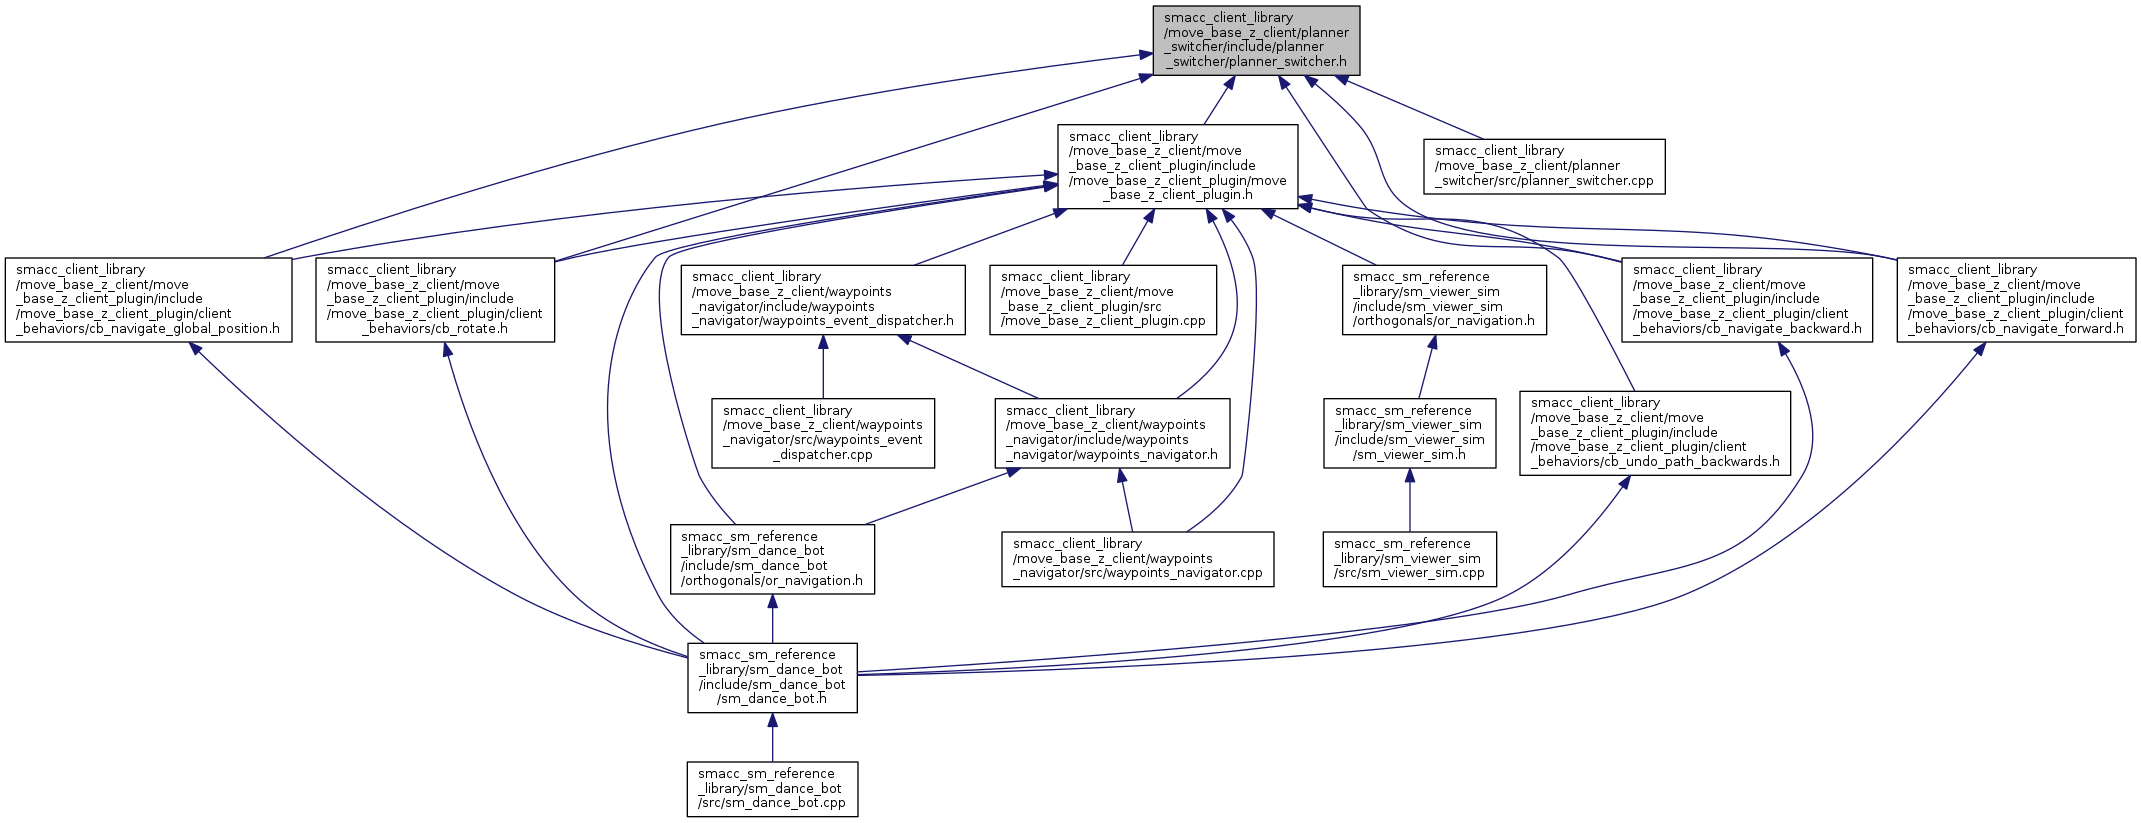 smacc_client_library
/move_base_z_client/planner
_switcher/include/planner
_switcher/planner_switcher.h
smacc_client_library
/move_base_z_client/move
_base_z_client_plugin/include
/move_base_z_client_plugin/move
_base_z_client_plugin.h
smacc_client_library
/move_base_z_client/planner
_switcher/src/planner_switcher.cpp
smacc_client_library
/move_base_z_client/move
_base_z_client_plugin/include
/move_base_z_client_plugin/client
_behaviors/cb_navigate_global_position.h
smacc_client_library
/move_base_z_client/move
_base_z_client_plugin/include
/move_base_z_client_plugin/client
_behaviors/cb_rotate.h
smacc_client_library
/move_base_z_client/waypoints
_navigator/include/waypoints
_navigator/waypoints_event_dispatcher.h
smacc_client_library
/move_base_z_client/move
_base_z_client_plugin/src
/move_base_z_client_plugin.cpp
smacc_sm_reference
_library/sm_viewer_sim
/include/sm_viewer_sim
/orthogonals/or_navigation.h
smacc_client_library
/move_base_z_client/move
_base_z_client_plugin/include
/move_base_z_client_plugin/client
_behaviors/cb_navigate_backward.h
smacc_client_library
/move_base_z_client/move
_base_z_client_plugin/include
/move_base_z_client_plugin/client
_behaviors/cb_navigate_forward.h
smacc_client_library
/move_base_z_client/waypoints
_navigator/src/waypoints_event
_dispatcher.cpp
smacc_client_library
/move_base_z_client/waypoints
_navigator/include/waypoints
_navigator/waypoints_navigator.h
smacc_sm_reference
_library/sm_viewer_sim
/include/sm_viewer_sim
/sm_viewer_sim.h
smacc_client_library
/move_base_z_client/move
_base_z_client_plugin/include
/move_base_z_client_plugin/client
_behaviors/cb_undo_path_backwards.h
smacc_sm_reference
_library/sm_dance_bot
/include/sm_dance_bot
/orthogonals/or_navigation.h
smacc_client_library
/move_base_z_client/waypoints
_navigator/src/waypoints_navigator.cpp
smacc_sm_reference
_library/sm_viewer_sim
/src/sm_viewer_sim.cpp
smacc_sm_reference
_library/sm_dance_bot
/include/sm_dance_bot
/sm_dance_bot.h
smacc_sm_reference
_library/sm_dance_bot
/src/sm_dance_bot.cpp